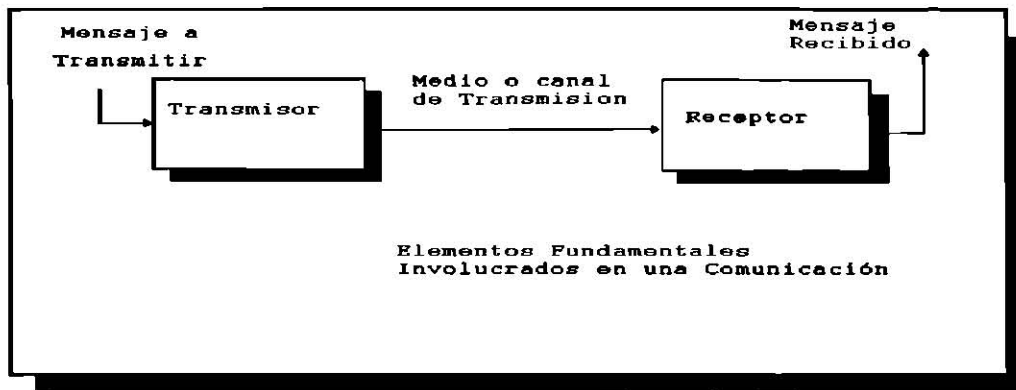 Mensaje a
Transmitir
Transmisor
Medio o canal
de Transmision
Receptor
Mensaje
Recibido
Elementos Fundamentales
Involucrados en una Comunicación